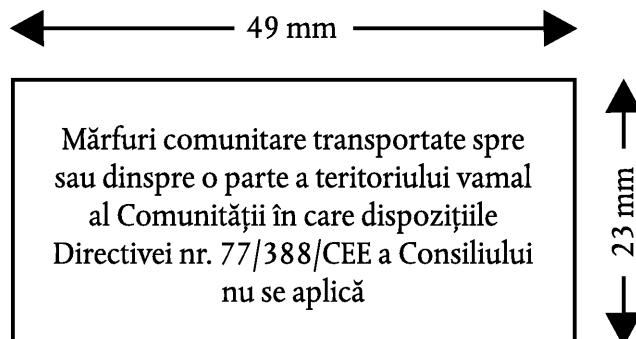 49 mm
Mărfuri comunitare transportate spre
sau dinspre o parte a teritoriului vamal
al Comunității în care dispozițiile
Directivei nr. 77/388/CEE a Consiliului
nu se aplică
23 mm